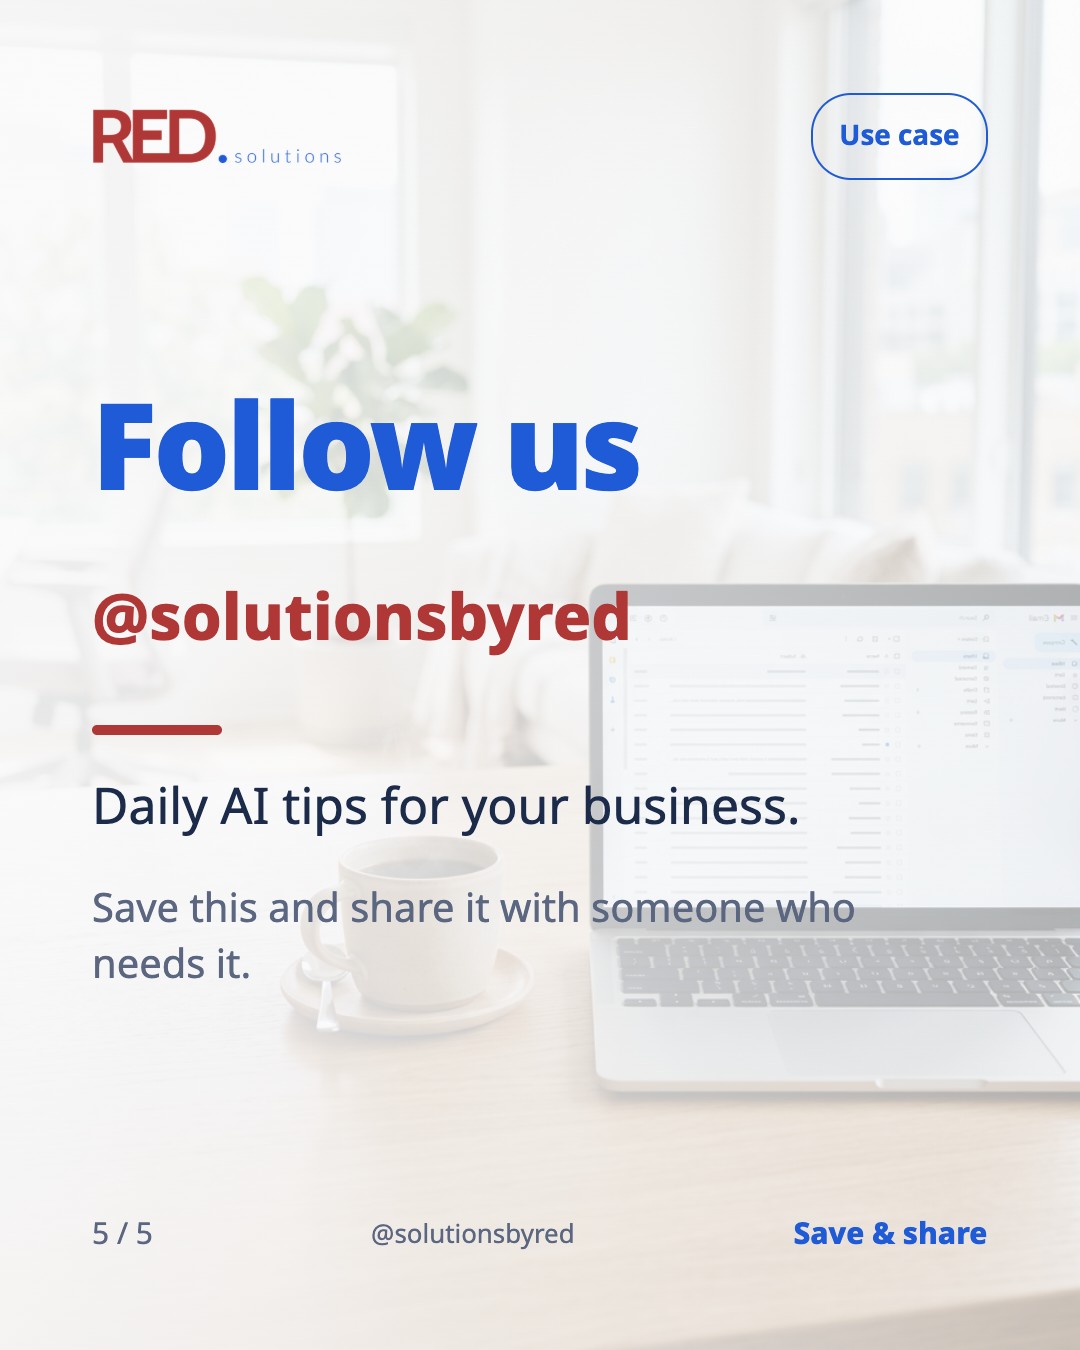 RED.solutions
Use case
Follow us
@solutionsbyred
Daily AI tips for your business.
Save this and share it with someone who
needs it.
5 / 5
@solutionsbyred
Save & share